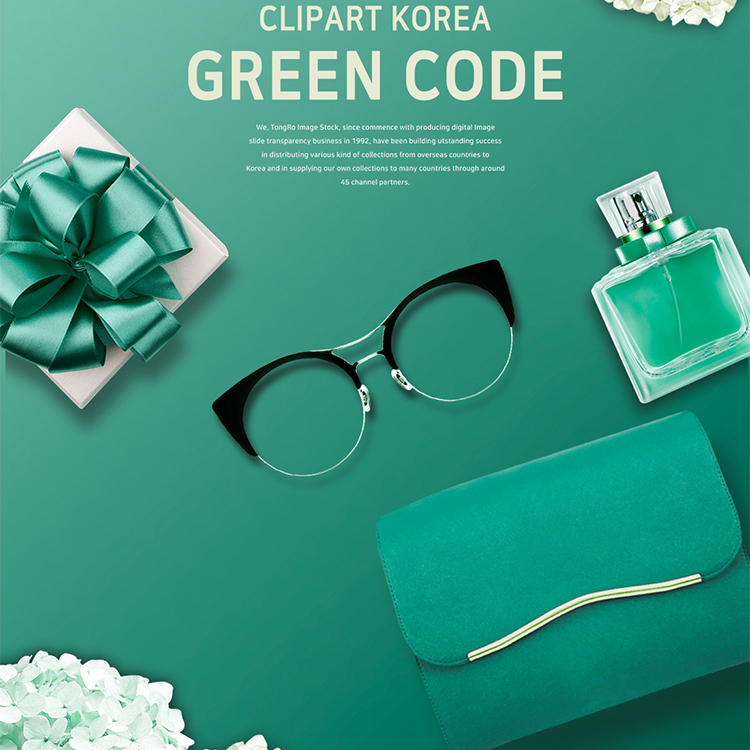 CLIPART KOREA
GREEN CODE
We, TongRo Image Stock, since commence with producing digital Image
slide transparency business in 1992, have been building utstanding success
in distributing various kind of collections from overseas countries to
Korea and in supplying our own collections to many countries through around
45 channel partners.